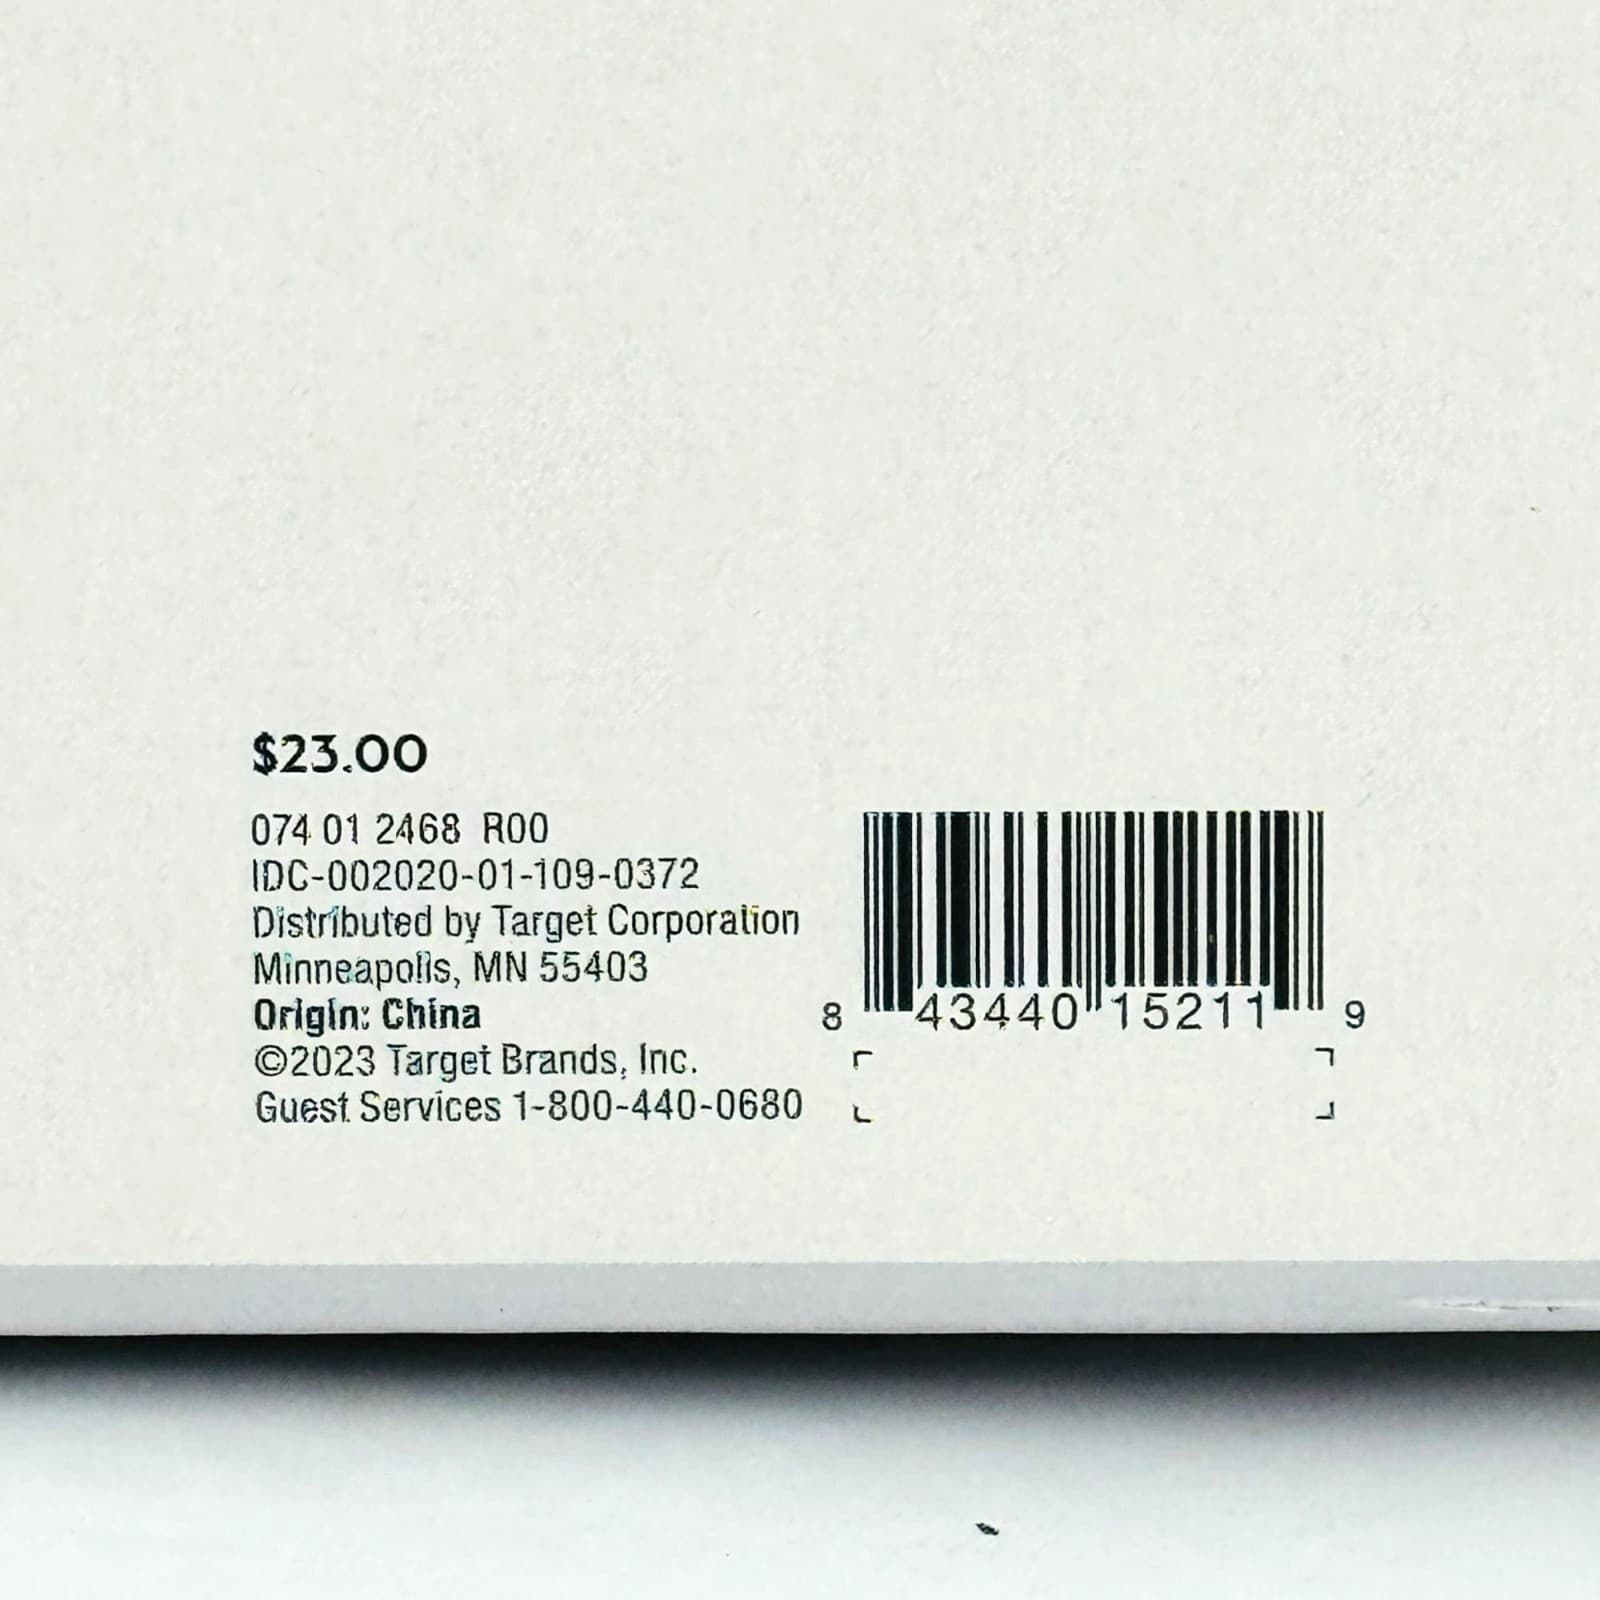 $23.00
074 01 2468 R00
IDC-002020-01-109-0372
Distributed by Target Corporation
Minneapolis, MN 55403
Origin: China
©2023 Target Brands, Inc.
Guest Services 1-800-440-0680
8 43440 15211 9